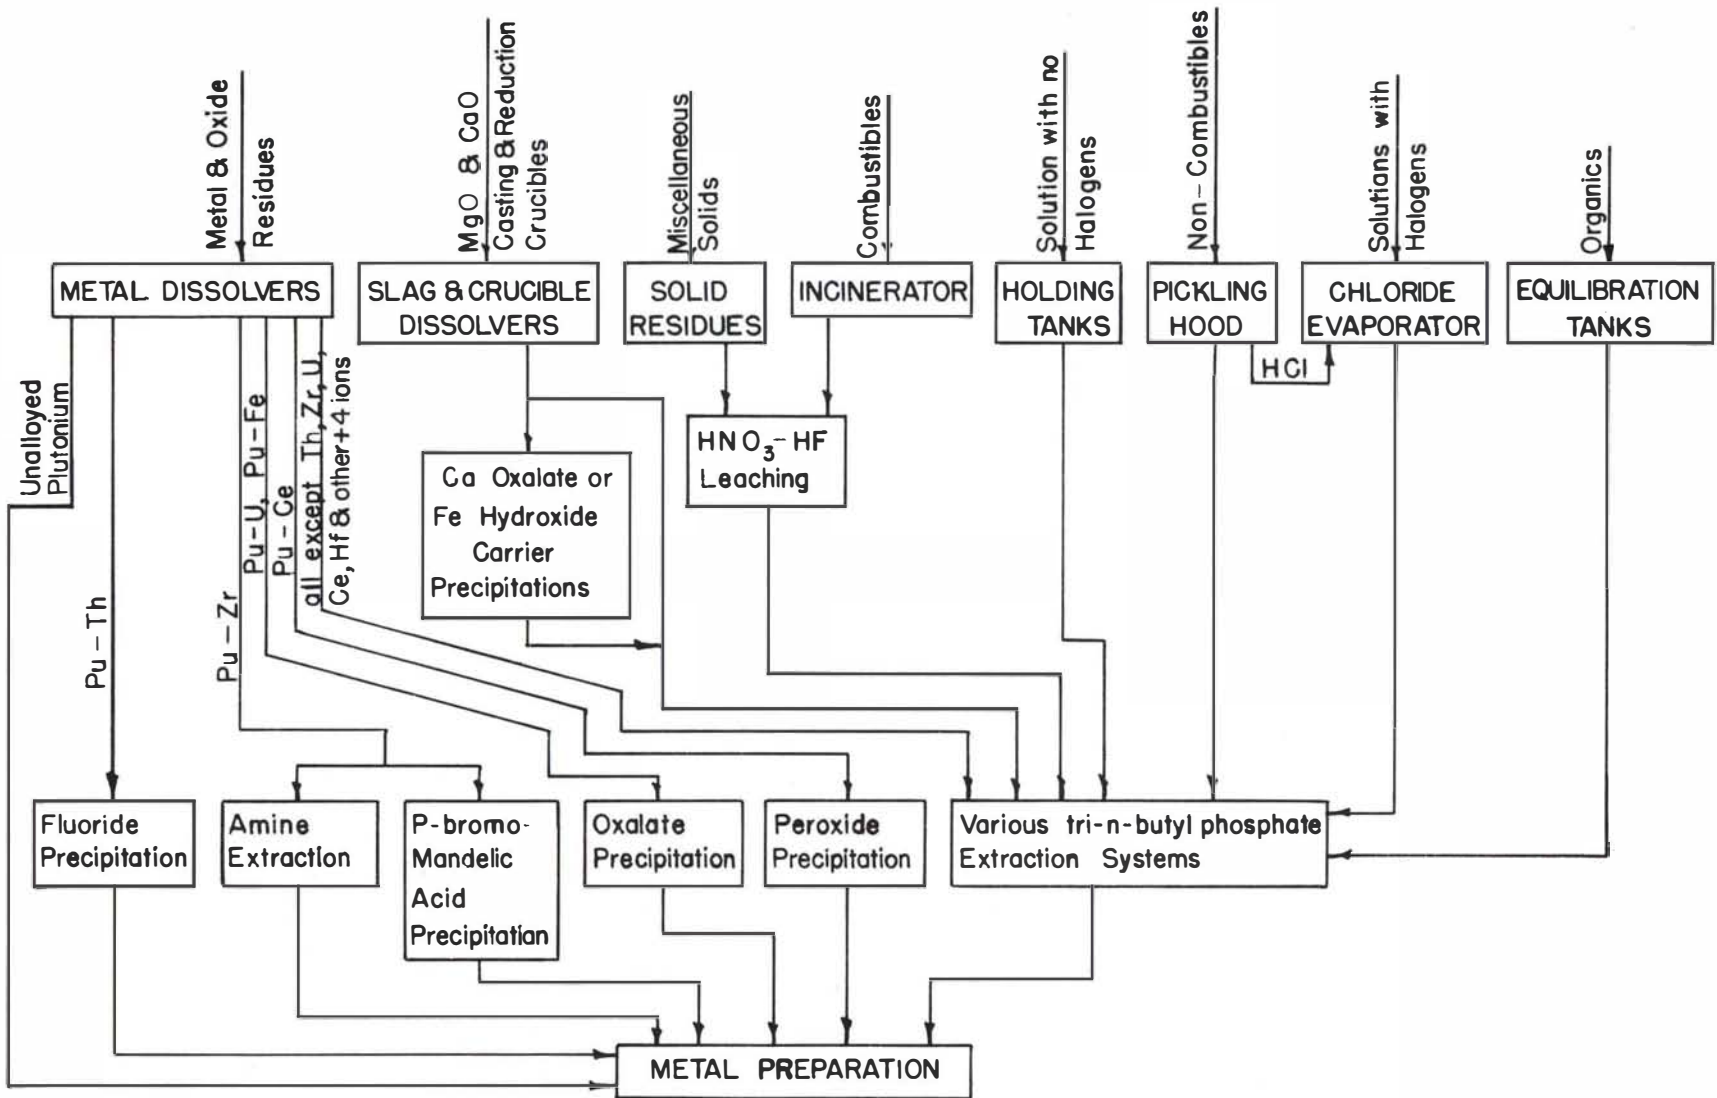 Metal & Oxide
Residues
MgO & CaO
Casting & Reduction
Crucibles
Miscellaneous
Solids
Combustibles
Solution with no
Halogens
Non-Combustibles
Solutians with
Halogens
Organics
METAL DISSOLVERS
SLAG & CRUCIBLE
DISSOLVERS
SOLID
RESIDUES
INCINERATOR
HOLDING
TANKS
PICKLING
HOOD
CHLORIDE
EVAPORATOR
EQUILIBRATION
TANKS
HCl
Unalloyed
Plutonium
Pu-Th
Pu-Zr
Pu-U, Pu-Fe
Pu-Ce
all except Th, Zr, U,
Ce, Hf & other +4 ions
Ca Oxalate or
Fe Hydroxide
Carrier
Precipitations
HNO₃-HF
Leaching
Fluoride
Precipitation
Amine
Extraction
P-bromo-
Mandelic
Acid
Precipitatian
Oxalate
Precipitation
Peroxide
Precipitation
Various tri-n-butyl phosphate
Extraction Systems
METAL PREPARATION